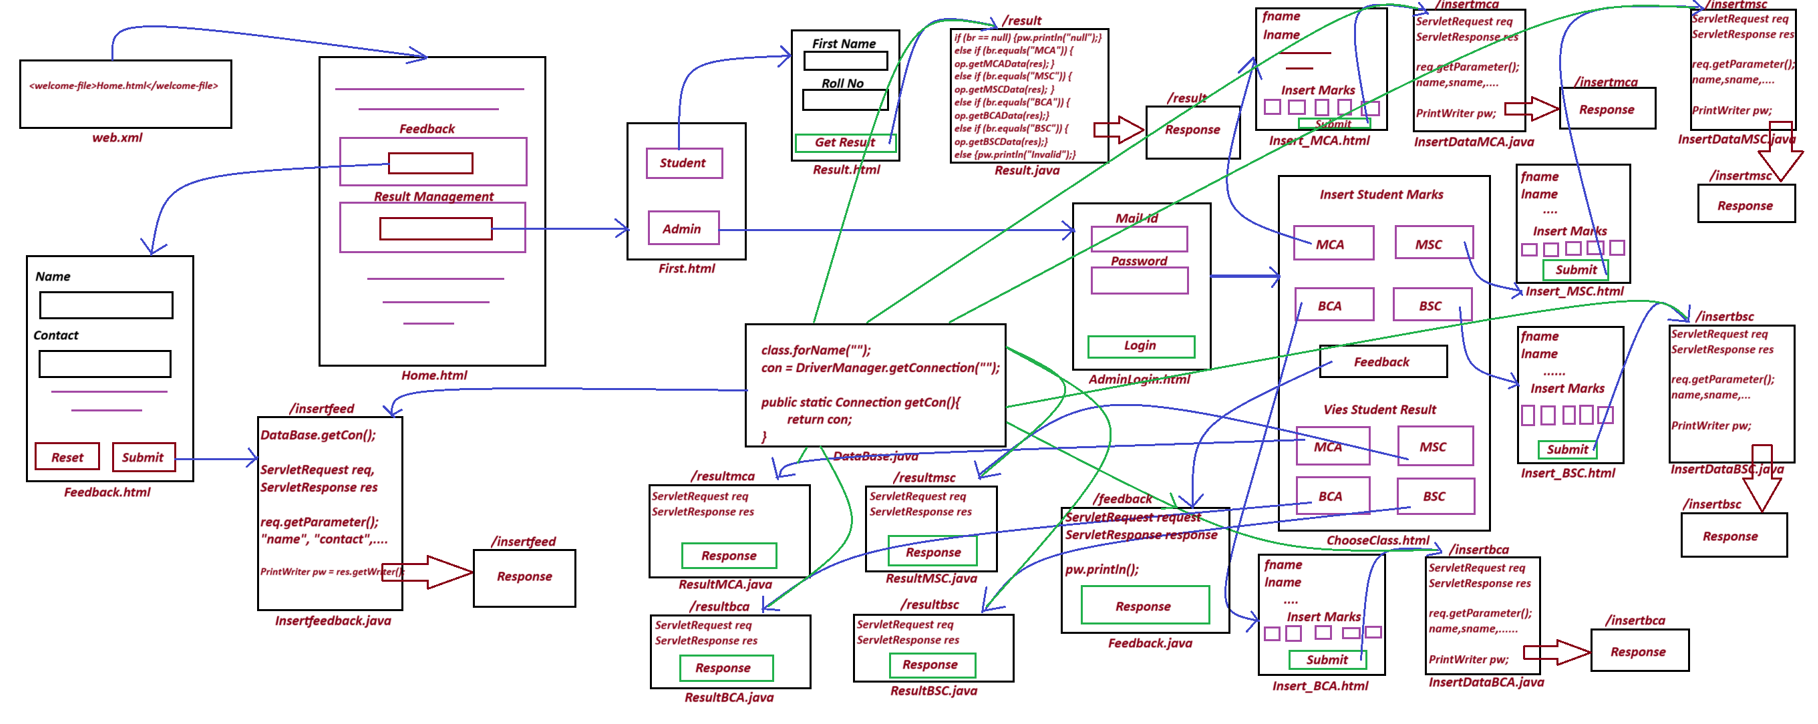 <welcome-file>Home.html</welcome-file>
web.xml
Feedback
Result Management
Home.html
Name
Contact
Reset
Submit
Feedback.html
/insertfeed
DataBase.getCon();
ServletRequest req,
ServletResponse res
req.getParameter();
"name", "contact",....
PrintWriter pw = res.getWriter();
Insertfeedback.java
/insertfeed
Response
Student
Admin
First.html
First Name
Roll No
Get Result
Result.html
/result
if (br == null) {pw.println("null");}
else if (br.equals("MCA")) {
op.getMCAData(res); }
else if (br.equals("MSC")) {
op.getMSCData(res); }
else if (br.equals("BCA")) {
op.getBCAData(res);}
else if (br.equals("BSC")) {
op.getBSCData(res);}
else {pw.println("Invalid");}
Result.java
/result
Response
Mail-id
Password
Login
AdminLogin.html
class.forName("");
con = DriverManager.getConnection("");
public static Connection getCon(){
return con;
}
DataBase.java
/resultmca
ServletRequest req
ServletResponse res
Response
ResultMCA.java
/resultmsc
ServletRequest req
ServletResponse res
Response
ResultMSC.java
/resultbca
ServletRequest req
ServletResponse res
Response
ResultBCA.java
/resultbsc
ServletRequest req
ServletResponse res
Response
ResultBSC.java
/feedback
ServletRequest request
ServletResponse response
pw.println();
Response
Feedback.java
Insert Student Marks
MCA
MSC
BCA
BSC
Feedback
Vies Student Result
MCA
MSC
BCA
BSC
ChooseClass.html
fname
lname
Insert Marks
Submit
Insert_MCA.html
/insertmca
ServletRequest req
ServletResponse res
req.getParameter();
name,sname,....
PrintWriter pw;
InsertDataMCA.java
/insertmca
Response
/insertmsc
ServletRequest req
ServletResponse res
req.getParameter();
name,sname,....
PrintWriter pw;
InsertDataMSC.java
/insertmsc
Response
fname
lname
....
Insert Marks
Submit
Insert_MSC.html
fname
lname
......
Insert Marks
Submit
Insert_BSC.html
/insertbsc
ServletRequest req
ServletResponse res
req.getParameter();
name,sname,...
PrintWriter pw;
InsertDataBSC.java
/insertbsc
Response
fname
lname
....
Insert Marks
Submit
Insert_BCA.html
/insertbca
ServletRequest req
ServletResponse res
req.getParameter();
name,sname,......
PrintWriter pw;
InsertDataBCA.java
/insertbca
Response